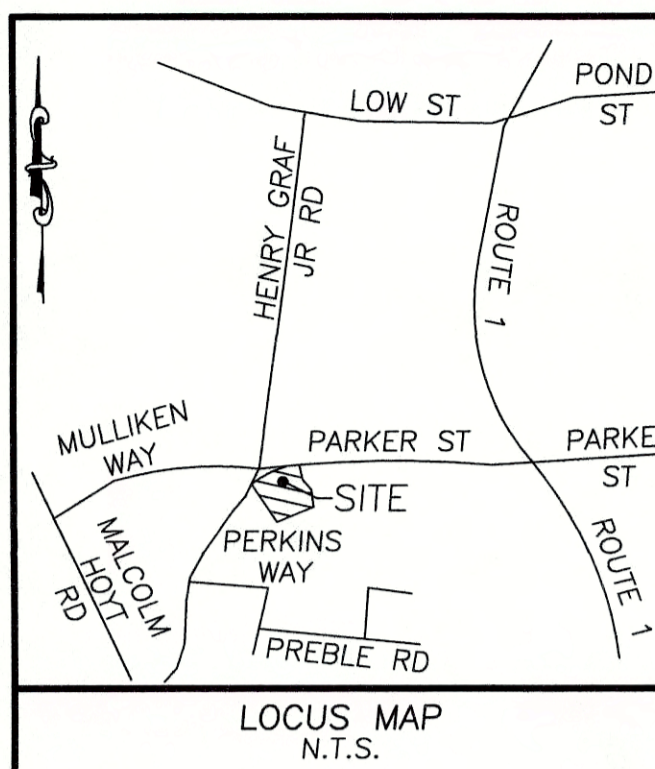 LOW ST
POND
ST
HENRY GRAF
JR RD
ROUTE 1
MULLIKEN
WAY
PARKER ST
PARKE
ST
SITE
MALCOLM
HOYT
RD
PERKINS
WAY
ROUTE 1
PREBLE RD
LOCUS MAP
N.T.S.